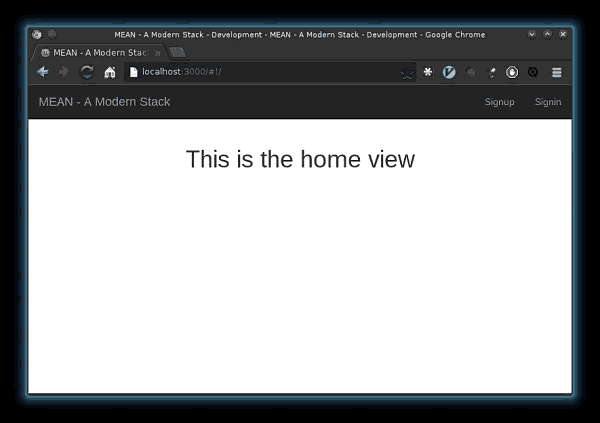 MEAN - A Modern Stack - Development - MEAN - A Modern Stack - Development - Google Chrome
MEAN - A Modern Stac
localhost:3000/#!/
MEAN - A Modern Stack Signup Signin
This is the home view